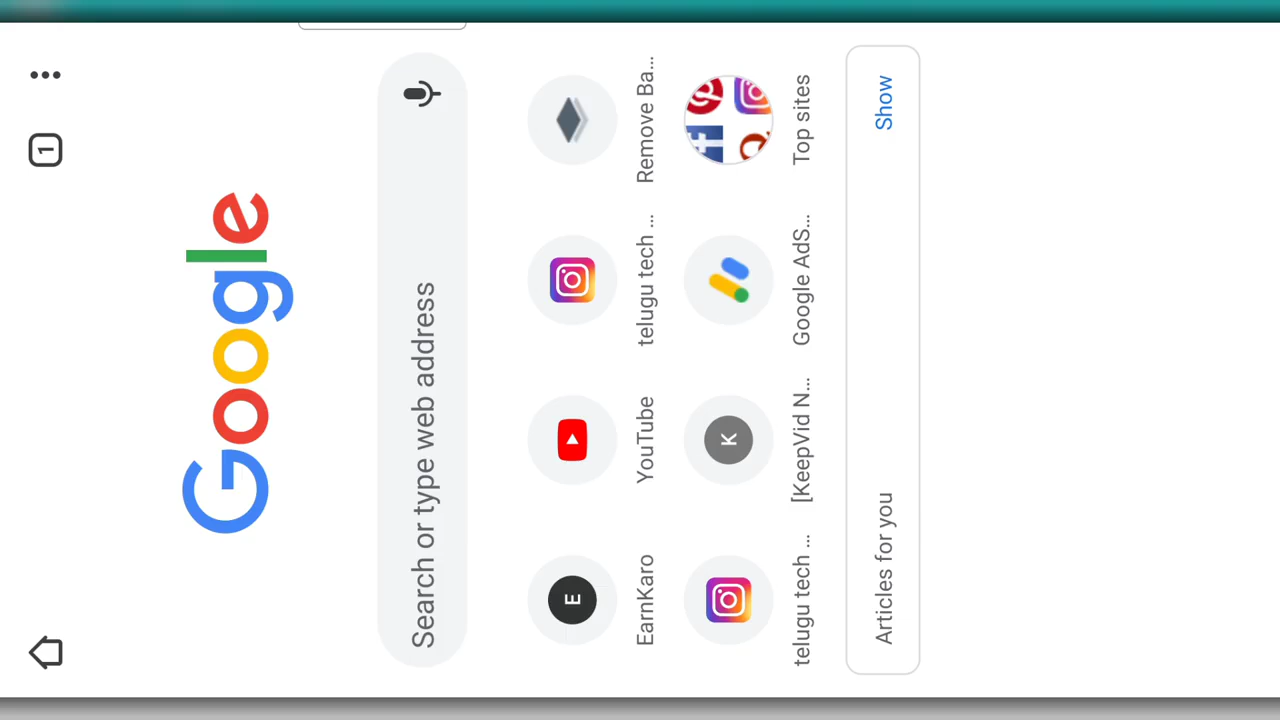 1
Google
Search or type web address
E
EarnKaro
YouTube
telugu tech ...
Remove Ba...
telugu tech ...
K
[KeepVid N...
Google AdS...
Top sites
Articles for you
Show